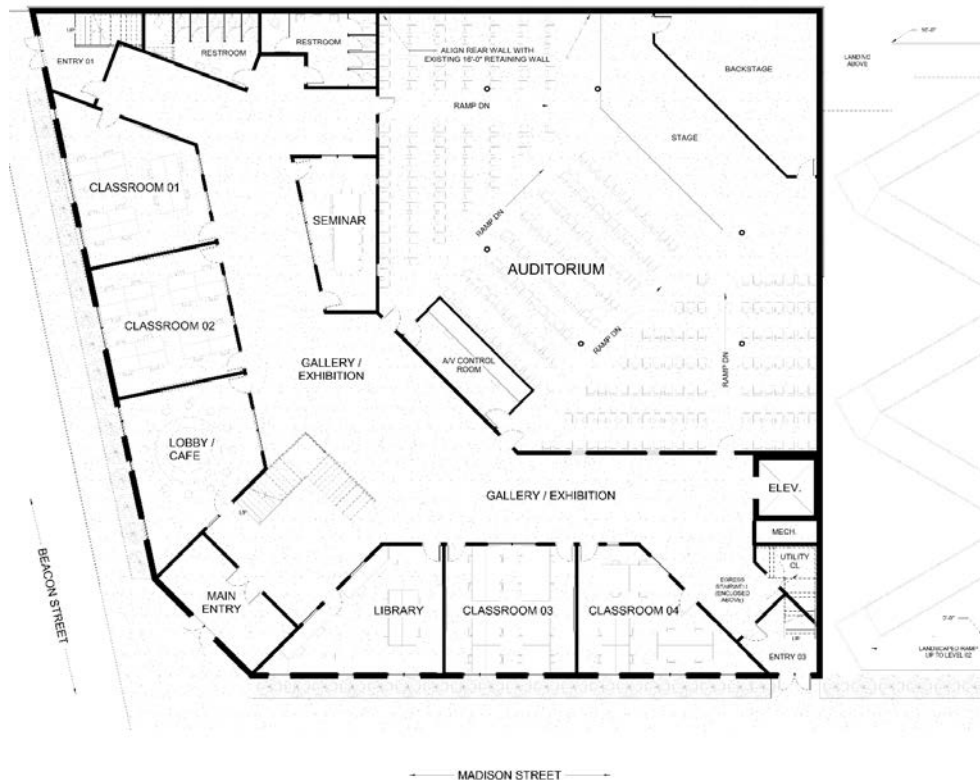 UP
ENTRY 01
RESTROOM
RESTROOM
ALIGN REAR WALL WITH
EXISTING 16'-0" RETAINING WALL
BACKSTAGE
LANDING
ABOVE
RAMP DN
STAGE
CLASSROOM 01
SEMINAR
RAMP DN
AUDITORIUM
CLASSROOM 02
GALLERY /
EXHIBITION
A/V CONTROL
ROOM
RAMP DN
RAMP DN
LOBBY /
CAFE
GALLERY / EXHIBITION
ELEV.
UP
MECH.
UTILITY
CL
BEACON STREET
MAIN
ENTRY
LIBRARY
CLASSROOM 03
CLASSROOM 04
EGRESS
STAIRWELL
(ENCLOSED
ABOVE)
UP
ENTRY 03
LANDSCAPED RAMP
UP TO LEVEL 02
MADISON STREET